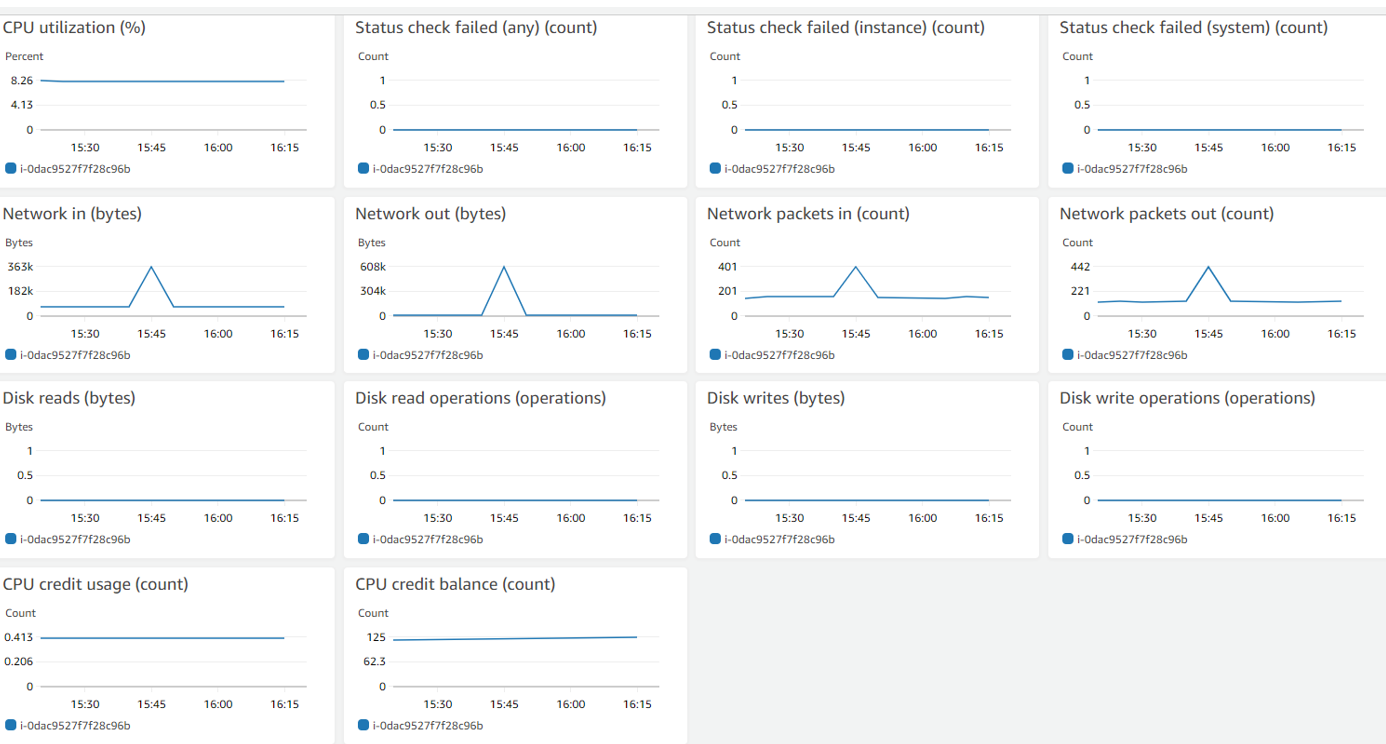 CPU utilization (%)
Percent
8.26
4.13
0
15:30 15:45 16:00 16:15
i-0dac9527f7f28c96b
Status check failed (any) (count)
Count
1
0.5
0
15:30 15:45 16:00 16:15
i-0dac9527f7f28c96b
Status check failed (instance) (count)
Count
1
0.5
0
15:30 15:45 16:00 16:15
i-0dac9527f7f28c96b
Status check failed (system) (count)
Count
1
0.5
0
15:30 15:45 16:00 16:15
i-0dac9527f7f28c96b
Network in (bytes)
Bytes
363k
182k
0
15:30 15:45 16:00 16:15
i-0dac9527f7f28c96b
Network out (bytes)
Bytes
608k
304k
0
15:30 15:45 16:00 16:15
i-0dac9527f7f28c96b
Network packets in (count)
Count
401
201
0
15:30 15:45 16:00 16:15
i-0dac9527f7f28c96b
Network packets out (count)
Count
442
221
0
15:30 15:45 16:00 16:15
i-0dac9527f7f28c96b
Disk reads (bytes)
Bytes
1
0.5
0
15:30 15:45 16:00 16:15
i-0dac9527f7f28c96b
Disk read operations (operations)
Count
1
0.5
0
15:30 15:45 16:00 16:15
i-0dac9527f7f28c96b
Disk writes (bytes)
Bytes
1
0.5
0
15:30 15:45 16:00 16:15
i-0dac9527f7f28c96b
Disk write operations (operations)
Count
1
0.5
0
15:30 15:45 16:00 16:15
i-0dac9527f7f28c96b
CPU credit usage (count)
Count
0.413
0.206
0
15:30 15:45 16:00 16:15
i-0dac9527f7f28c96b
CPU credit balance (count)
Count
125
62.3
0
15:30 15:45 16:00 16:15
i-0dac9527f7f28c96b